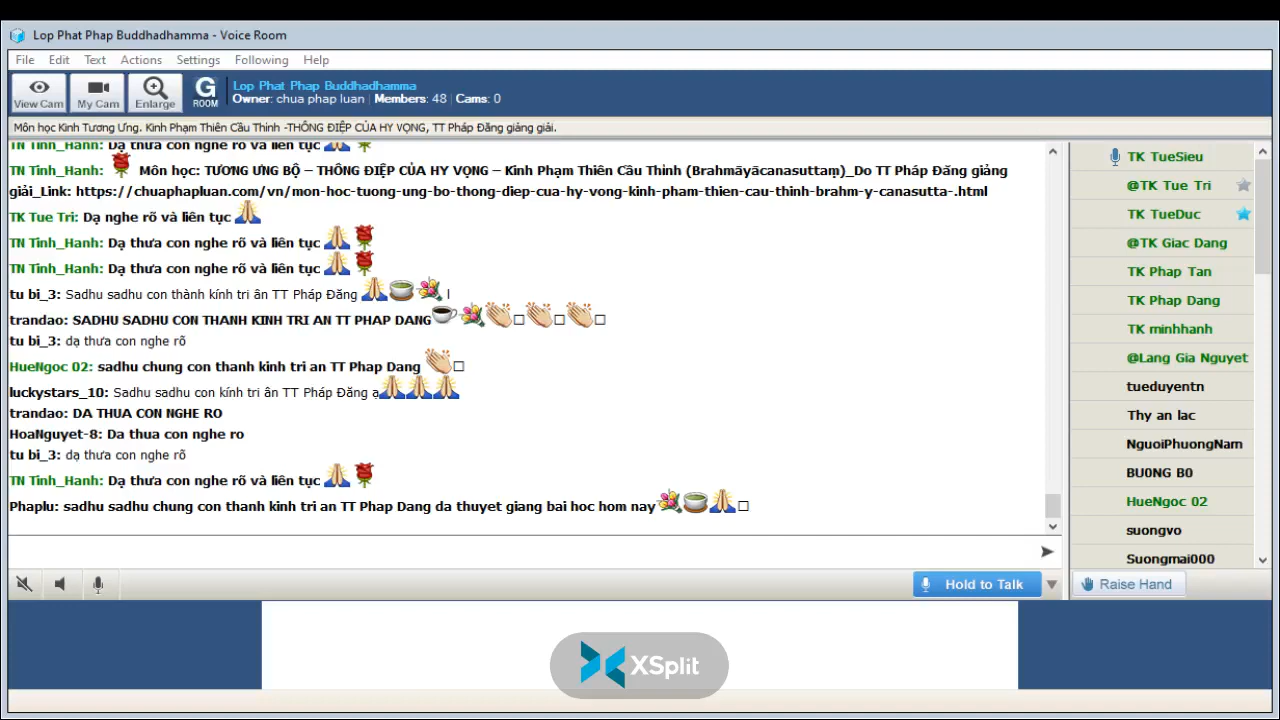 Lop Phat Phap Buddhadhamma - Voice Room
File Edit Text Actions Settings Following Help
View Cam My Cam Enlarge G ROOM
Lop Phat Phap Buddhadhamma
Owner: chua phap luan | Members: 48 | Cams: 0
Môn học Kinh Tương Ưng. Kinh Phạm Thiên Cầu Thỉnh -THÔNG ĐIỆP CỦA HY VỌNG, TT Pháp Đăng giảng giải.
TN Tinh_Hanh: Dạ thưa con nghe rõ và liên tục
TN Tinh_Hanh: Môn học: TƯƠNG ƯNG BỘ – THÔNG ĐIỆP CỦA HY VỌNG – Kinh Phạm Thiên Cầu Thỉnh (Brahmāyācanasuttaṃ)_Do TT Pháp Đăng giảng
giải_Link: https://chuaphapluan.com/vn/mon-hoc-tuong-ung-bo-thong-diep-cua-hy-vong-kinh-pham-thien-cau-thinh-brahm-y-canasutta-.html
TK Tue Tri: Dạ nghe rõ và liên tục
TN Tinh_Hanh: Dạ thưa con nghe rõ và liên tục
TN Tinh_Hanh: Dạ thưa con nghe rõ và liên tục
tu bi_3: Sadhu sadhu con thành kính tri ân TT Pháp Đăng
trandao: SADHU SADHU CON THANH KINH TRI AN TT PHAP DANG
tu bi_3: dạ thưa con nghe rõ
HueNgoc 02: sadhu chung con thanh kinh tri an TT Phap Dang
luckystars_10: Sadhu sadhu con kính tri ân TT Pháp Đăng ạ
trandao: DA THUA CON NGHE RO
HoaNguyet-8: Da thua con nghe ro
tu bi_3: dạ thưa con nghe rõ
TN Tinh_Hanh: Dạ thưa con nghe rõ và liên tục
Phaplu: sadhu sadhu chung con thanh kinh tri an TT Phap Dang da thuyet giang bai hoc hom nay
TK TueSieu
@TK Tue Tri
TK TueDuc
@TK Giac Dang
TK Phap Tan
TK Phap Dang
TK minhhanh
@Lang Gia Nguyet
tueduyentn
Thy an lac
NguoiPhuongNam
BU0NG B0
HueNgoc 02
suongvo
Suongmai000
Hold to Talk
Raise Hand
XSplit